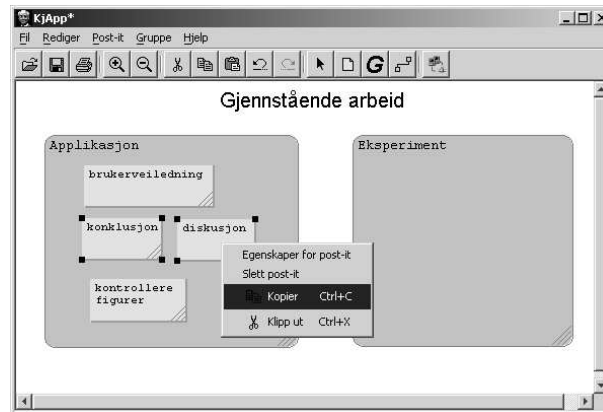 KjApp*
Fil Rediger Post-it Gruppe Hjelp
G
Gjennstående arbeid
Applikasjon
Eksperiment
brukerveiledning
konklusjon
diskusjon
Egenskaper for post-it
Slett post-it
Kopier Ctrl+C
Klipp ut Ctrl+X
kontrollere
figurer